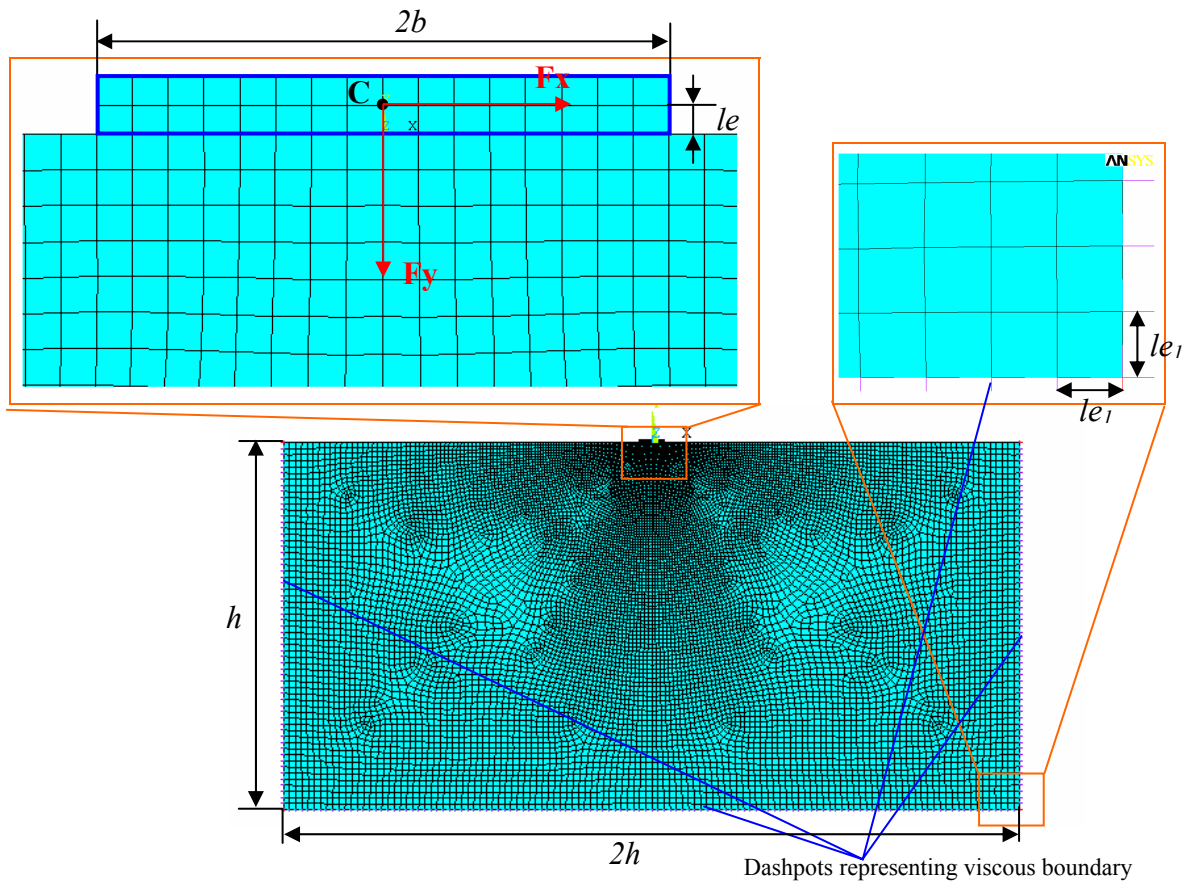 2b
C
Fx
Y
Z
X
le
Fy
ANSYS
le₁
le₁
X
h
2h
Dashpots representing viscous boundary